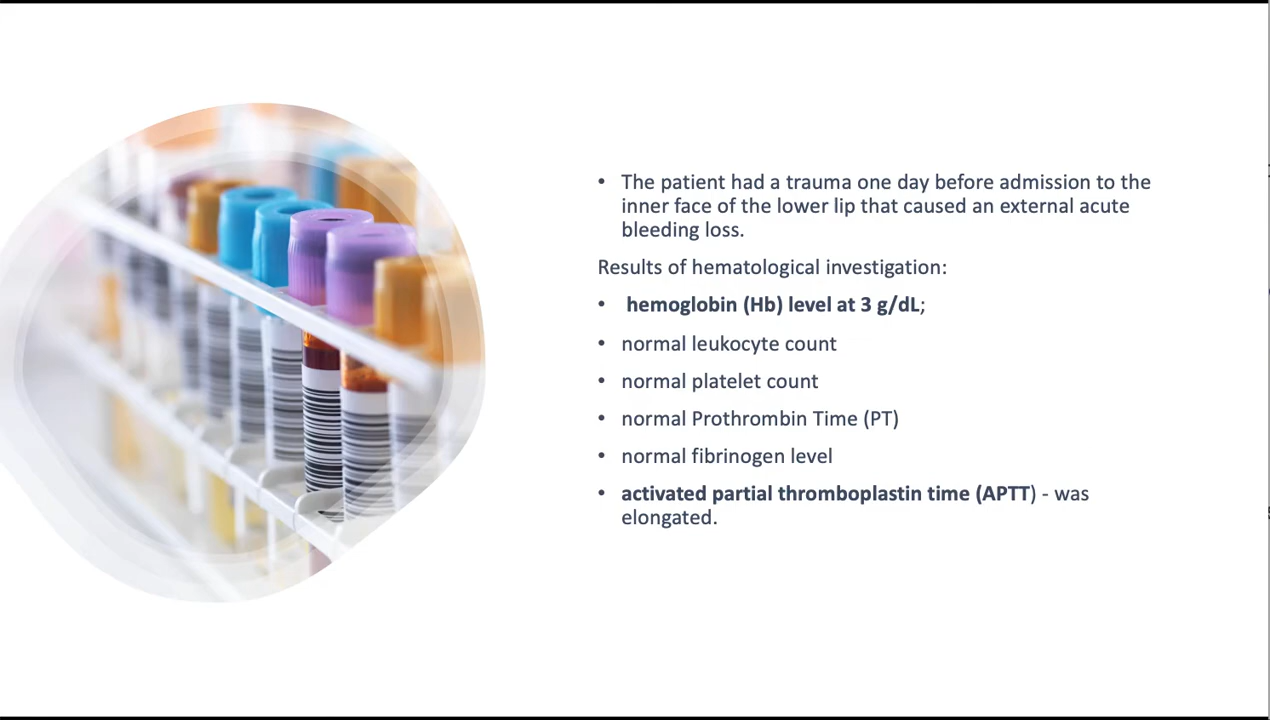 • The patient had a trauma one day before admission to the
inner face of the lower lip that caused an external acute
bleeding loss.
Results of hematological investigation:
• hemoglobin (Hb) level at 3 g/dL;
• normal leukocyte count
• normal platelet count
• normal Prothrombin Time (PT)
• normal fibrinogen level
• activated partial thromboplastin time (APTT) - was
elongated.